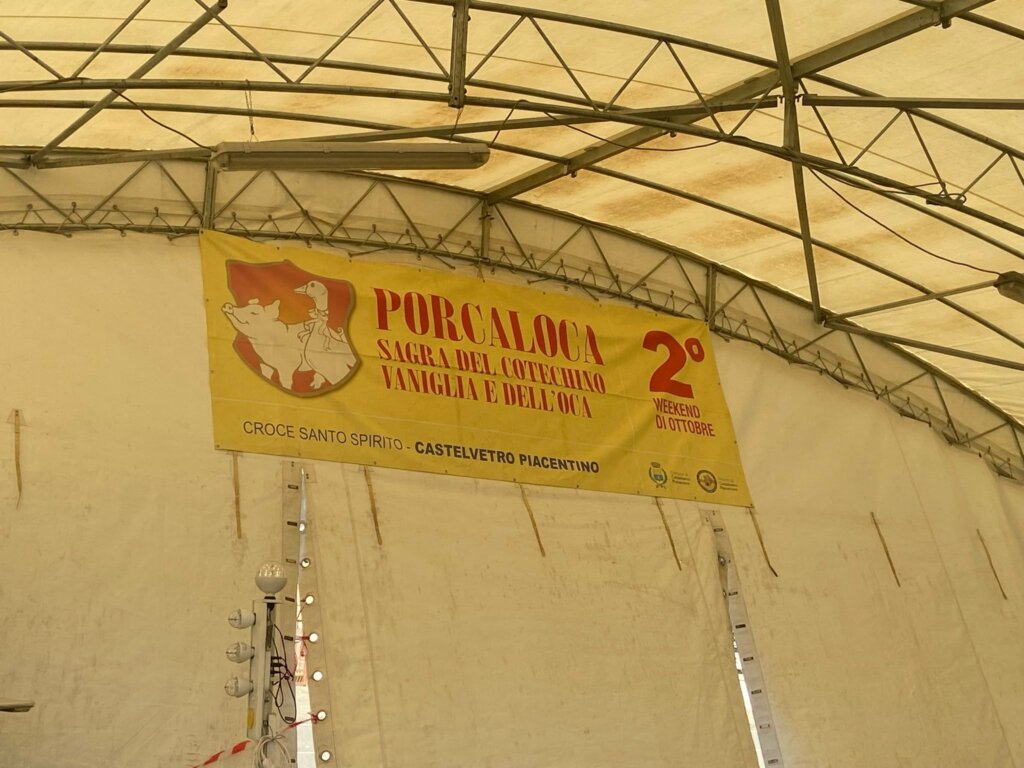 PORCALOCA
SAGRA DEL COTECHINO
VANIGLIA E DELL'OCA
2°
WEEKEND
DI OTTOBRE
CROCE SANTO SPIRITO - CASTELVETRO PIACENTINO